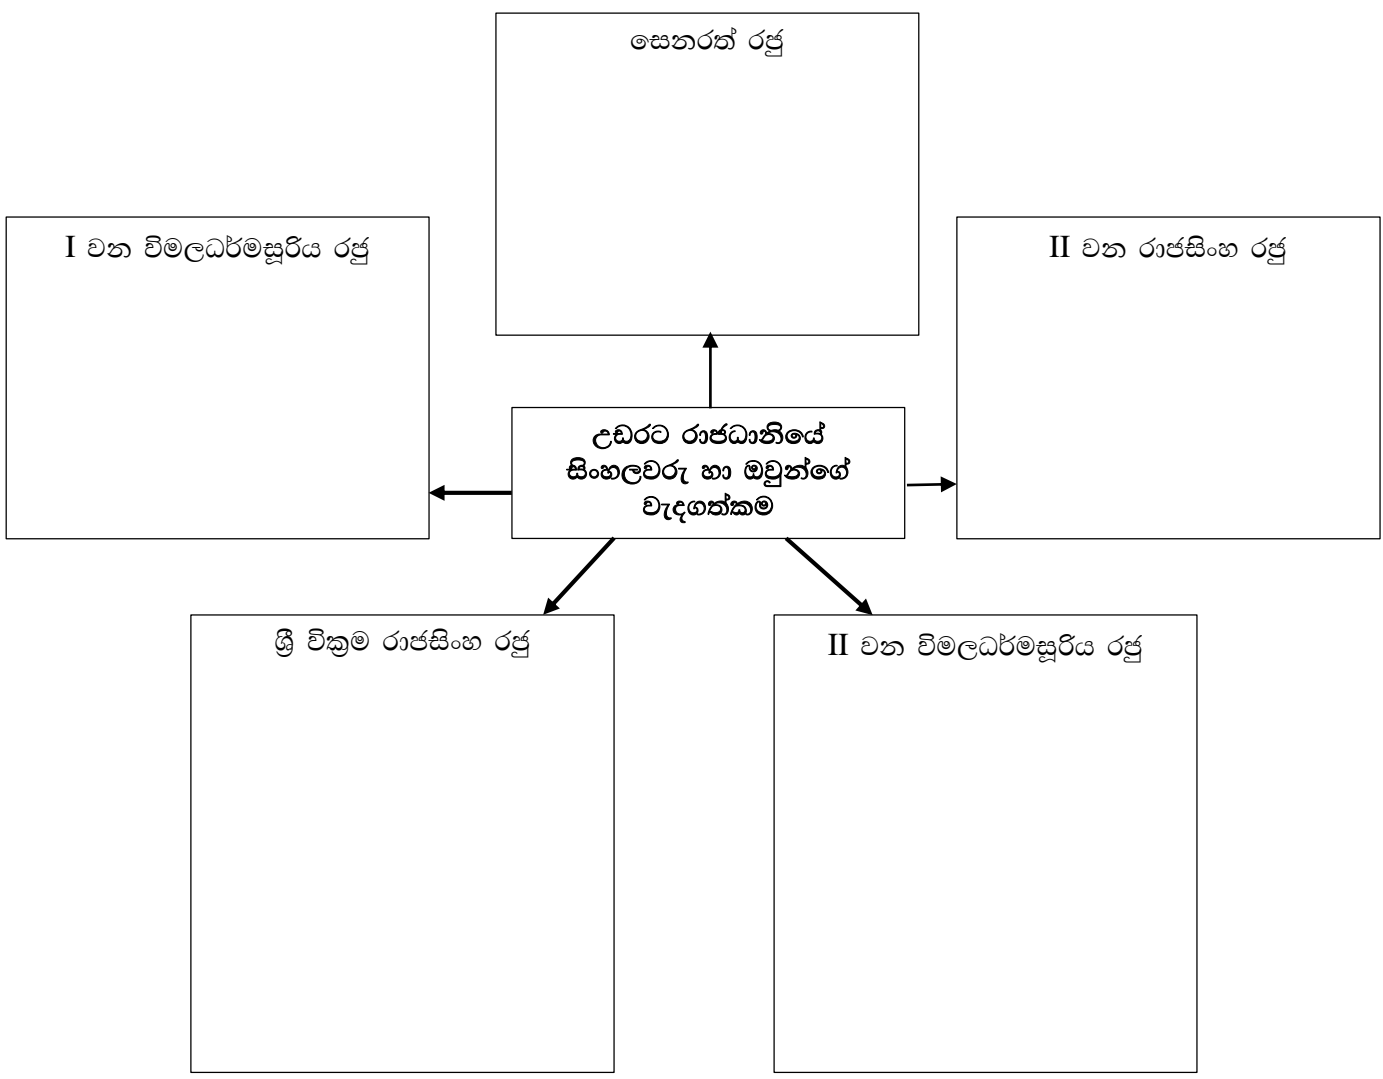 සෙනරත් රජු
I වන විමලධර්මසූරිය රජු
II වන රාජසිංහ රජු
උඩරට රාජධානියේ
සිංහලවරු හා ඔවුන්ගේ
වැදගත්කම
ශ්‍රී වික්‍රම රාජසිංහ රජු
II වන විමලධර්මසූරිය රජු